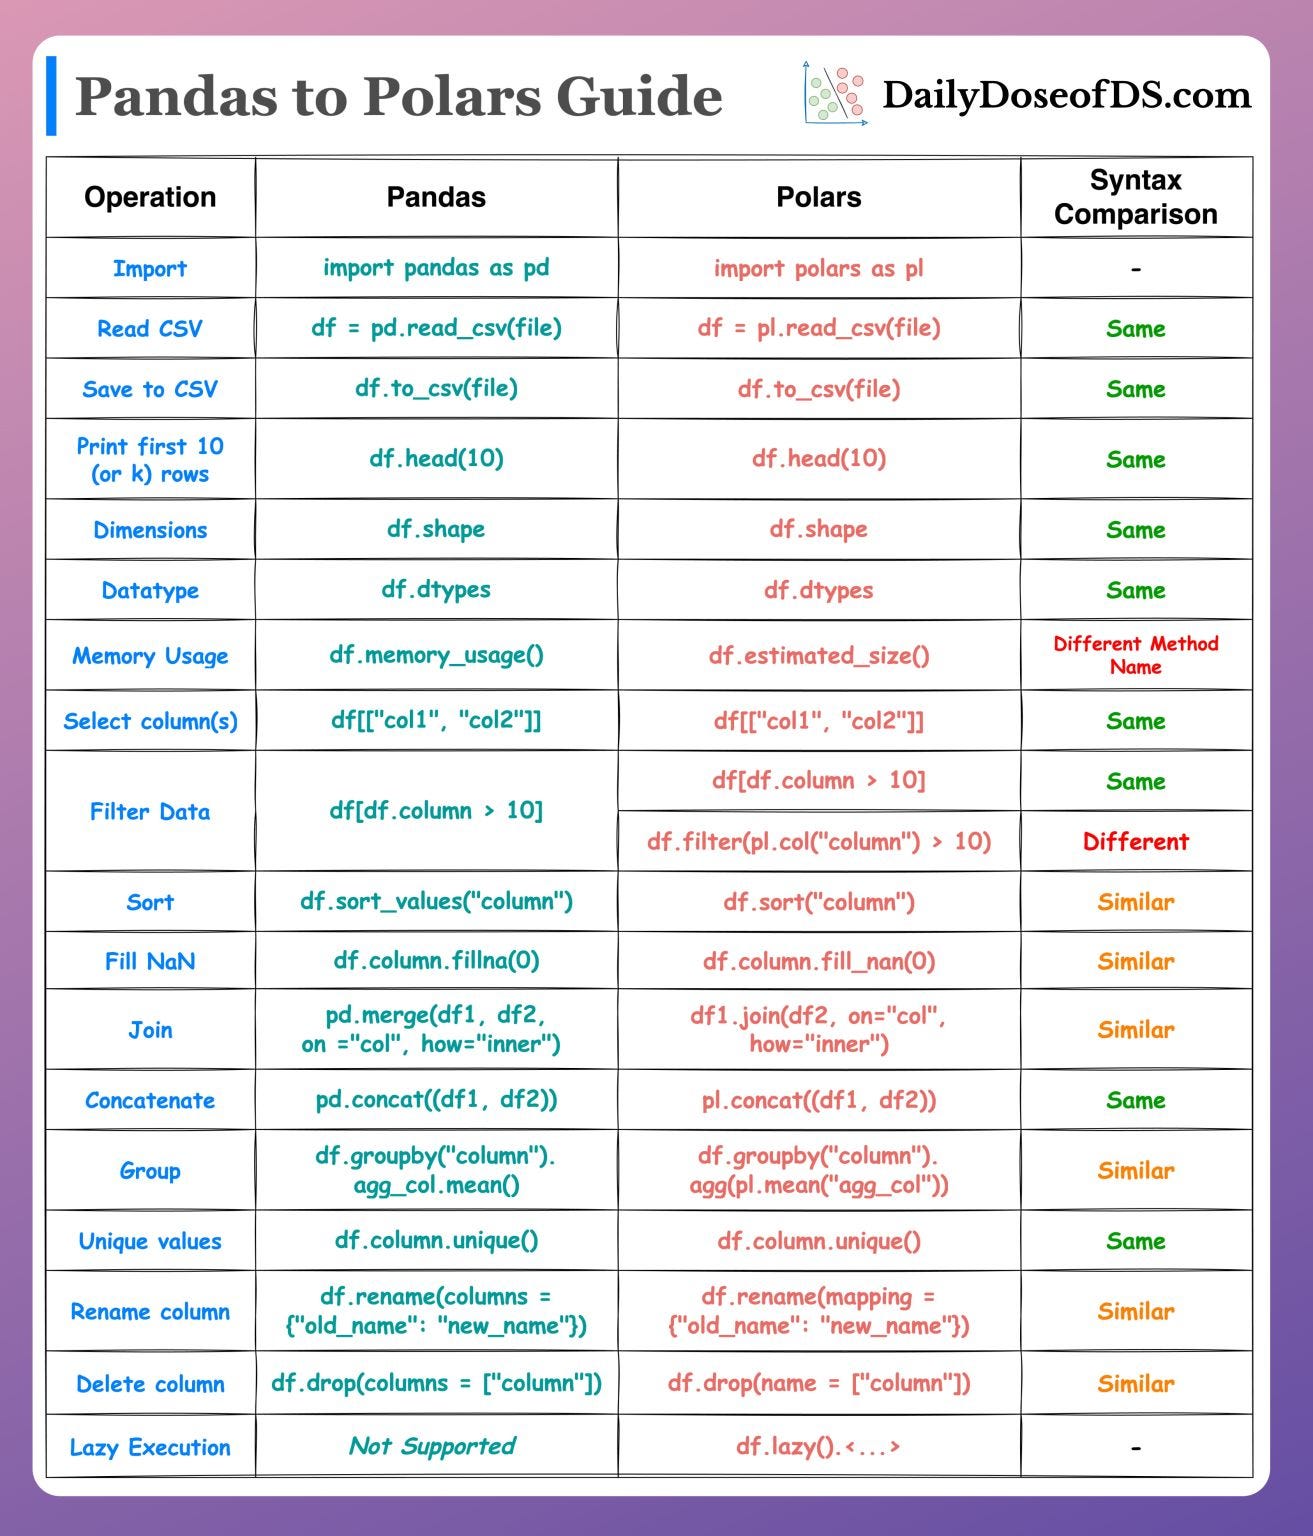 Pandas to Polars Guide
DailyDoseofDS.com
Operation
Pandas
Polars
Syntax
Comparison
Import
import pandas as pd
import polars as pl
-
Read CSV
df = pd.read_csv(file)
df = pl.read_csv(file)
Same
Save to CSV
df.to_csv(file)
df.to_csv(file)
Same
Print first 10
(or k) rows
df.head(10)
df.head(10)
Same
Dimensions
df.shape
df.shape
Same
Datatype
df.dtypes
df.dtypes
Same
Memory Usage
df.memory_usage()
df.estimated_size()
Different Method
Name
Select column(s)
df[["col1", "col2"]]
df[["col1", "col2"]]
Same
Filter Data
df[df.column > 10]
df[df.column > 10]
Same
df.filter(pl.col("column") > 10)
Different
Sort
df.sort_values("column")
df.sort("column")
Similar
Fill NaN
df.column.fillna(0)
df.column.fill_nan(0)
Similar
Join
pd.merge(df1, df2,
on ="col", how="inner")
df1.join(df2, on="col",
how="inner")
Similar
Concatenate
pd.concat((df1, df2))
pl.concat((df1, df2))
Same
Group
df.groupby("column").
agg_col.mean()
df.groupby("column").
agg(pl.mean("agg_col"))
Similar
Unique values
df.column.unique()
df.column.unique()
Same
Rename column
df.rename(columns =
{"old_name": "new_name"})
df.rename(mapping =
{"old_name": "new_name"})
Similar
Delete column
df.drop(columns = ["column"])
df.drop(name = ["column"])
Similar
Lazy Execution
Not Supported
df.lazy().<...>
-